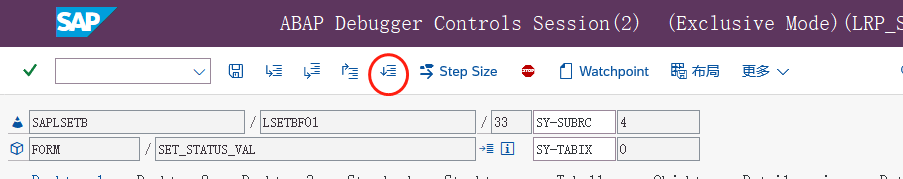 SAP ABAP Debugger Controls Session(2) (Exclusive Mode)(LRP_S
Step Size STOP Watchpoint 布局 更多
SAPLSETB / LSETBF01 / 33 SY-SUBRC 4
FORM / SET_STATUS_VAL SY-TABIX 0